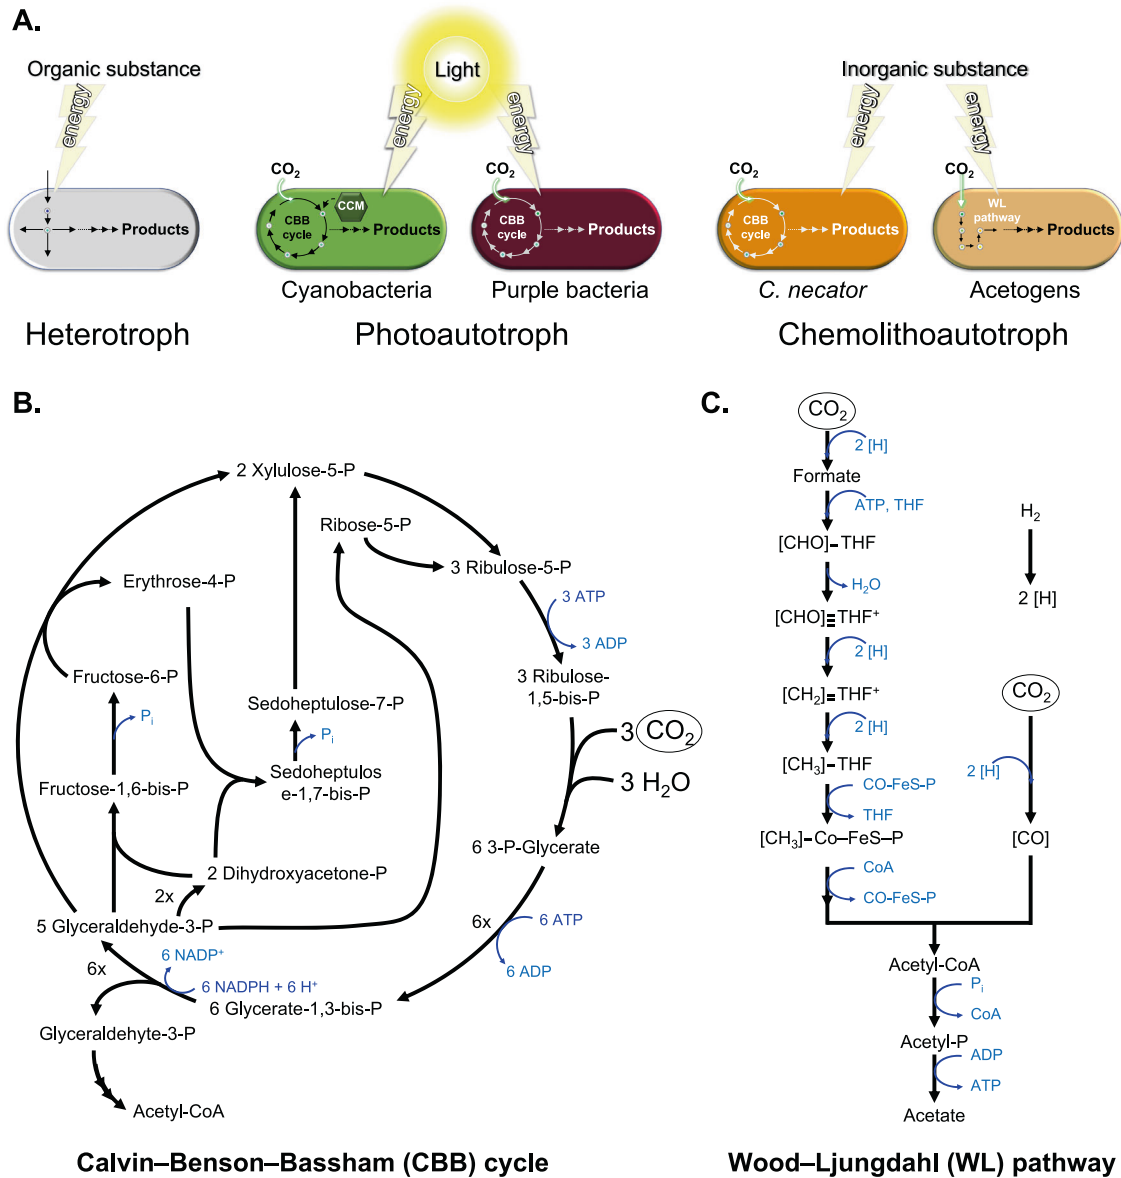 A.
Organic substance
Light
Inorganic substance
energy
energy
energy
energy
energy
CO2
CO2
CO2
CO2
CCM
CBB
cycle
Products
CBB
cycle
Products
CBB
cycle
Products
WL
pathway
Products
Products
Cyanobacteria
Purple bacteria
C. necator
Acetogens
Heterotroph
Photoautotroph
Chemolithoautotroph
B.
2 Xylulose-5-P
Ribose-5-P
3 Ribulose-5-P
Erythrose-4-P
3 ATP
3 ADP
3 Ribulose-
1,5-bis-P
Fructose-6-P
Sedoheptulose-7-P
Pi
Pi
3 CO2
3 H2O
Fructose-1,6-bis-P
Sedoheptulos
e-1,7-bis-P
6 3-P-Glycerate
2 Dihydroxyacetone-P
2x
5 Glyceraldehyde-3-P
6x
6 ATP
6 ADP
6 NADP+
6x
6 NADPH + 6 H+
6 Glycerate-1,3-bis-P
Glyceraldehyte-3-P
Acetyl-CoA
Calvin–Benson–Bassham (CBB) cycle
C.
CO2
2 [H]
Formate
ATP, THF
[CHO]-THF
H2O
[CHO]≡THF+
2 [H]
[CH2]=THF+
2 [H]
[CH3]-THF
CO-FeS-P
THF
[CH3]-Co–FeS–P
CoA
CO-FeS-P
H2
2 [H]
CO2
2 [H]
[CO]
Acetyl-CoA
Pi
CoA
Acetyl-P
ADP
ATP
Acetate
Wood–Ljungdahl (WL) pathway